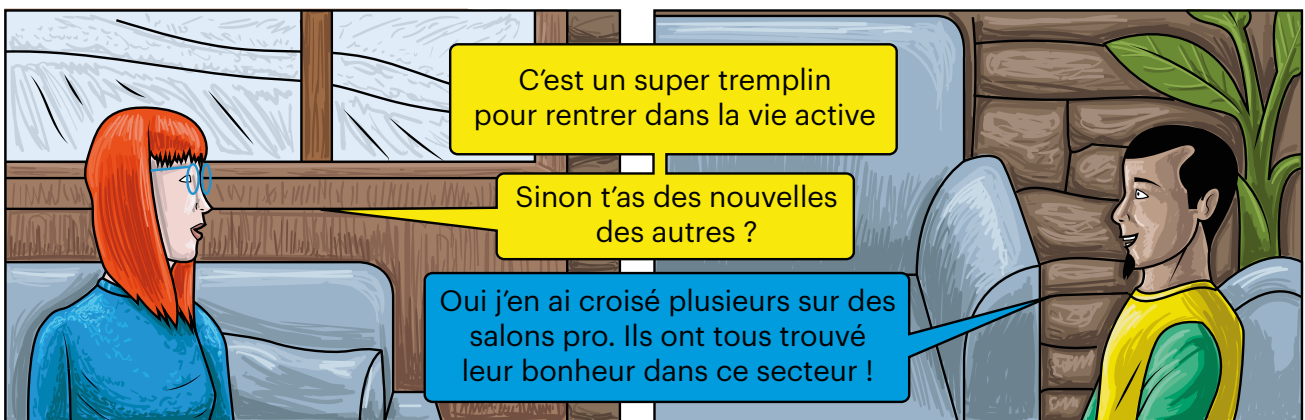 C’est un super tremplin
pour rentrer dans la vie active
Sinon t'as des nouvelles
des autres ?
Oui j’en ai croisé plusieurs sur des
salons pro. Ils ont tous trouvé
leur bonheur dans ce secteur !